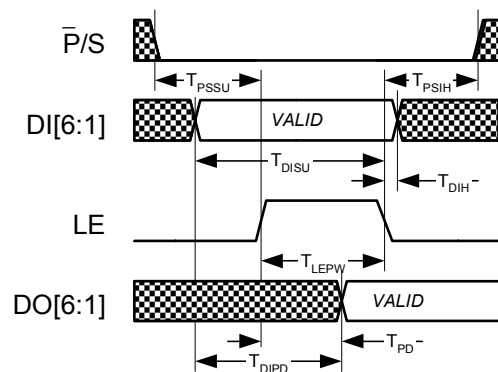 P̅/S
T_PSSU
T_PSIH
DI[6:1]
VALID
T_DISU
T_DIH
LE
T_LEPW
DO[6:1]
VALID
T_PD
T_DIPD